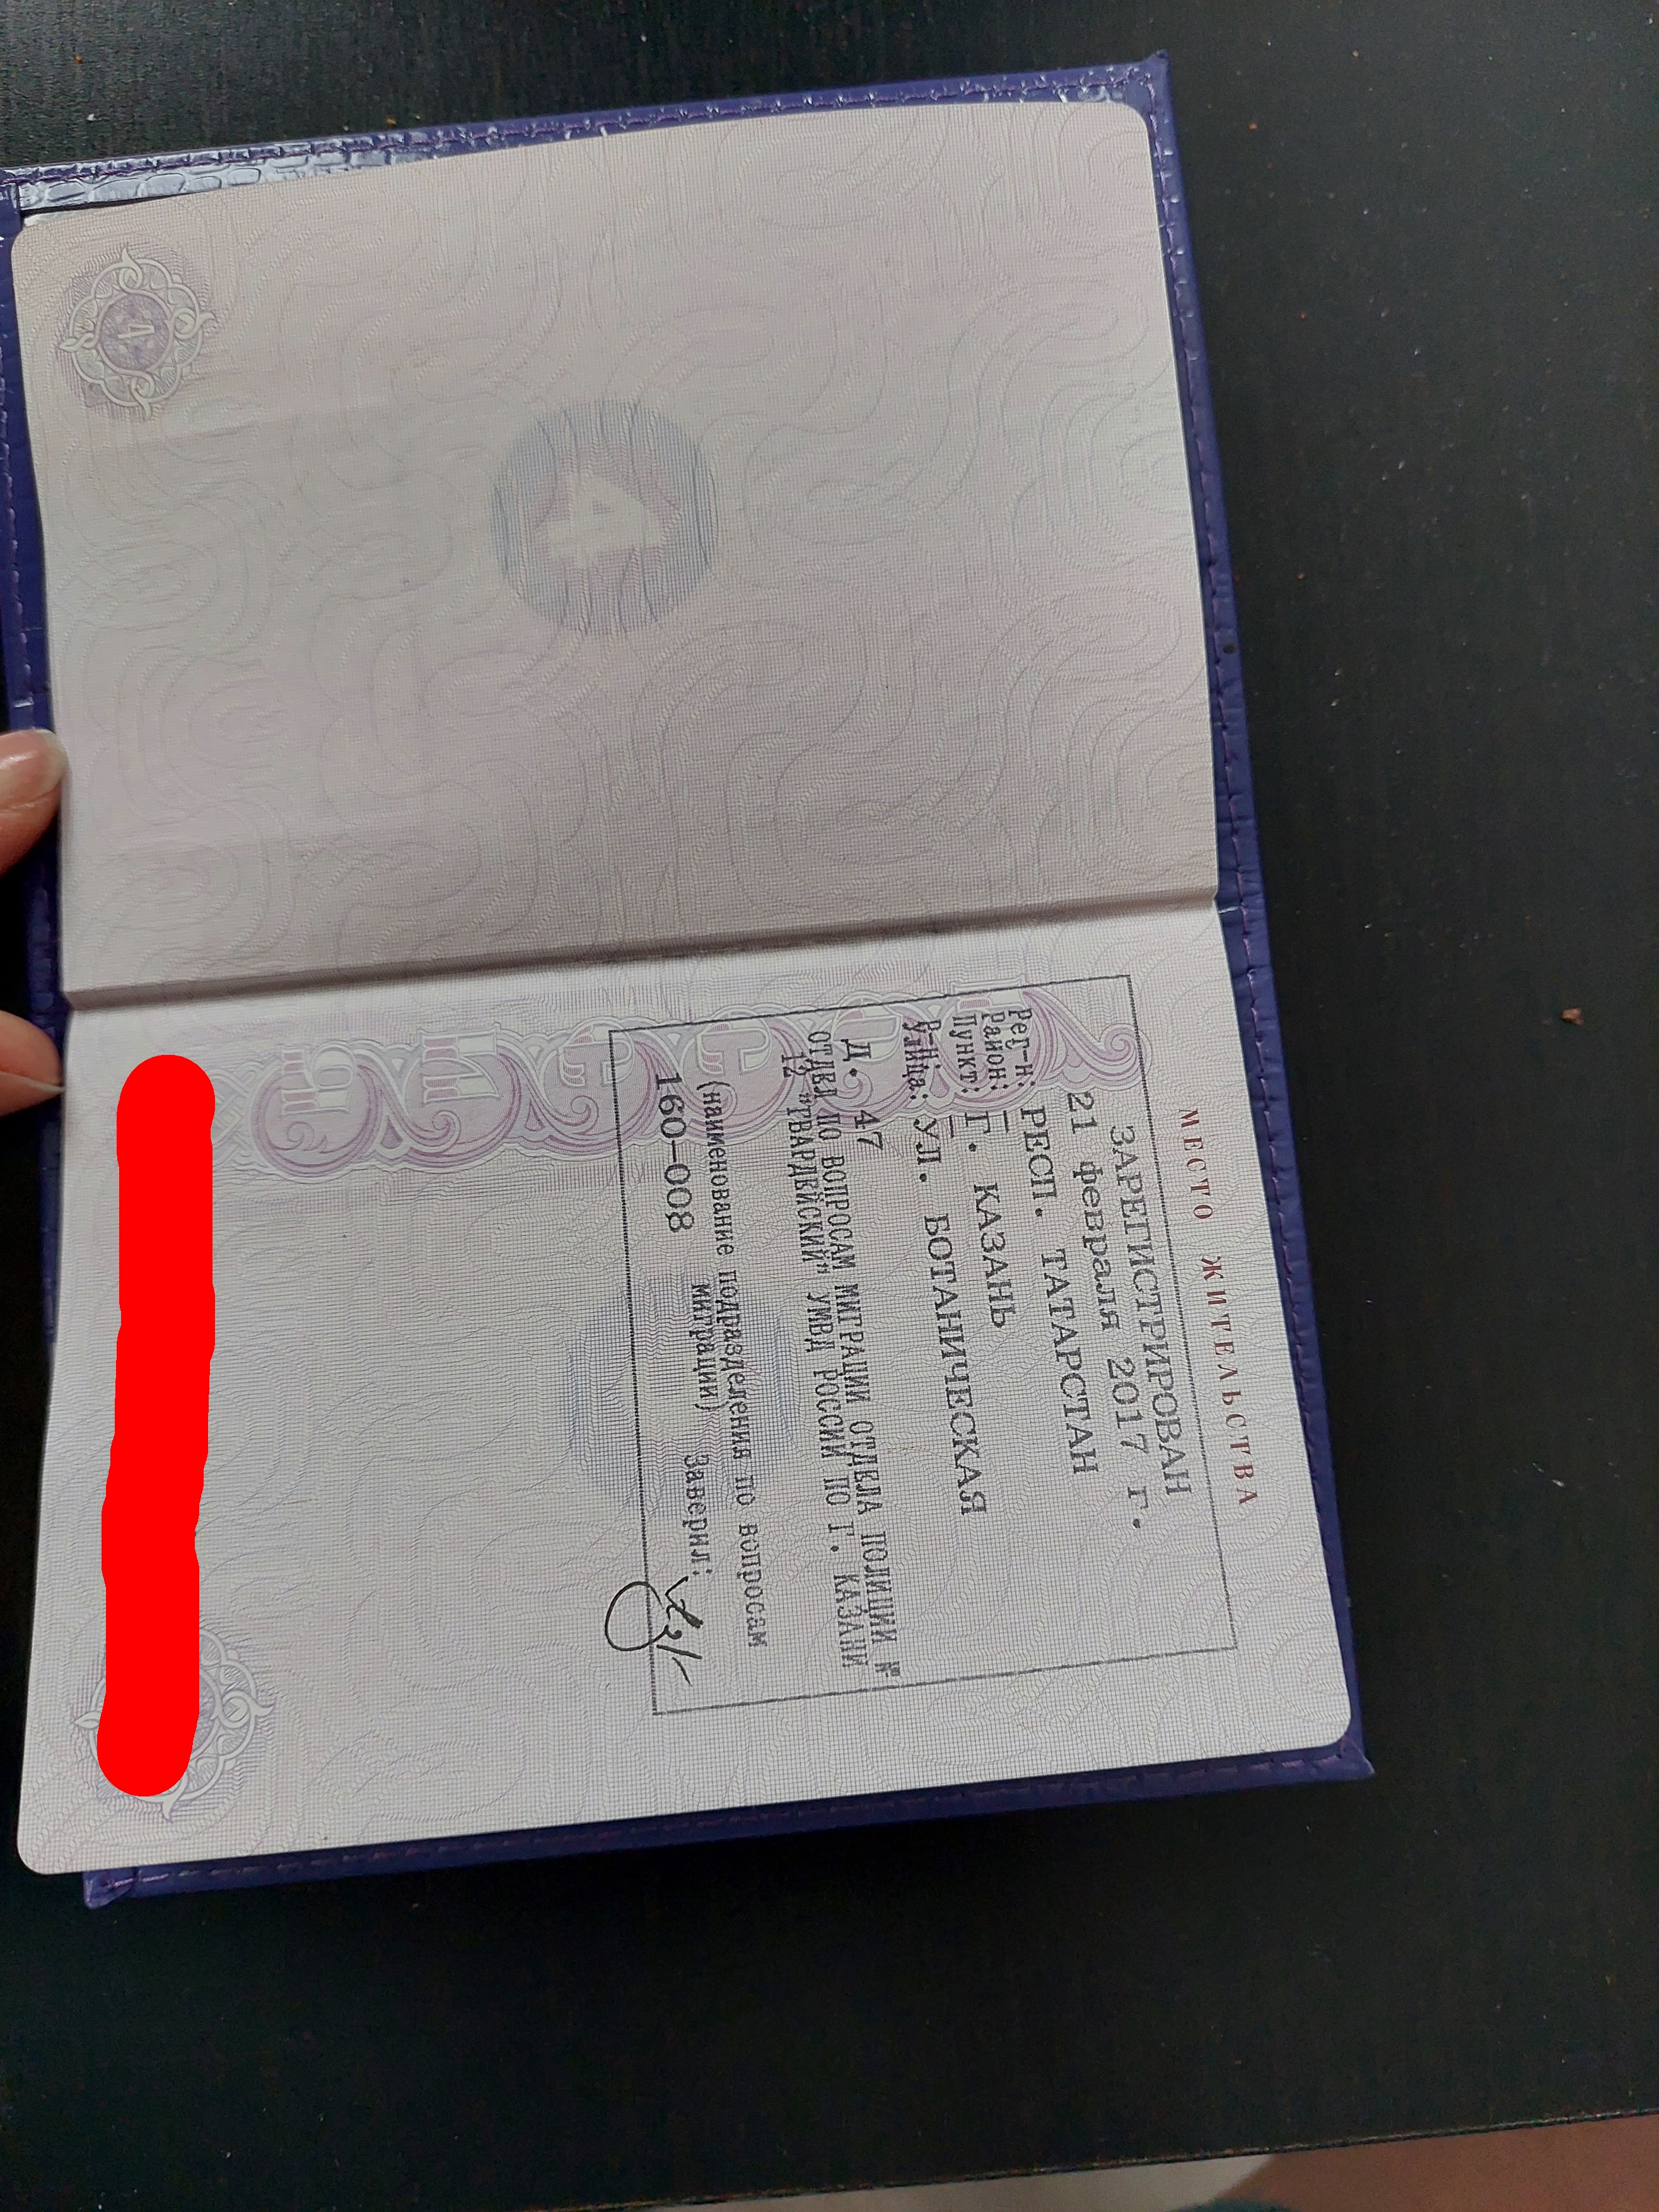 МЕСТО ЖИТЕЛЬСТВА
ЗАРЕГИСТРИРОВАН
21 февраля 2017 г.
Рег-н: РЕСП. ТАТАРСТАН
Район:
Пункт: Г. КАЗАНЬ
Р-н:
Улица: УЛ. БОТАНИЧЕСКАЯ
Д. 47
ОТДЕЛ ПО ВОПРОСАМ МИГРАЦИИ ОТДЕЛА ПОЛИЦИИ №
12 "ГВАРДЕЙСКИЙ" УМВД РОССИИ ПО Г. КАЗАНИ
(наименование подразделения по вопросам
миграции)
160-008 Заверил:
4
4